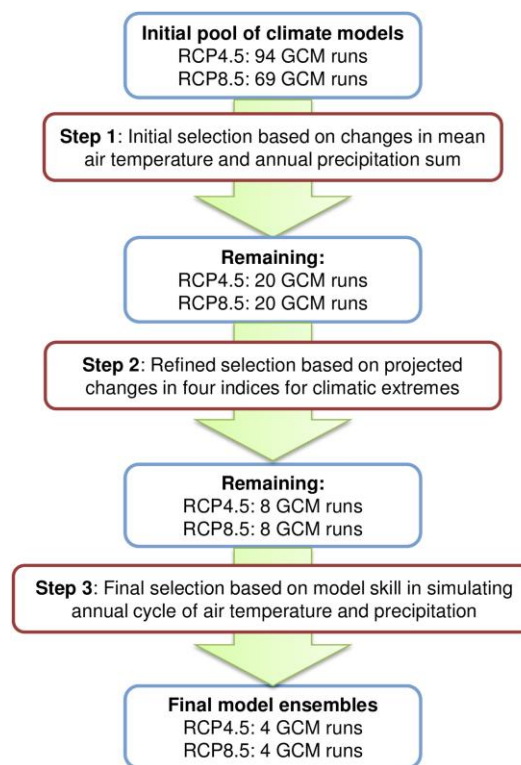 Initial pool of climate models
RCP4.5: 94 GCM runs
RCP8.5: 69 GCM runs
Step 1: Initial selection based on changes in mean
air temperature and annual precipitation sum
Remaining:
RCP4.5: 20 GCM runs
RCP8.5: 20 GCM runs
Step 2: Refined selection based on projected
changes in four indices for climatic extremes
Remaining:
RCP4.5: 8 GCM runs
RCP8.5: 8 GCM runs
Step 3: Final selection based on model skill in simulating
annual cycle of air temperature and precipitation
Final model ensembles
RCP4.5: 4 GCM runs
RCP8.5: 4 GCM runs